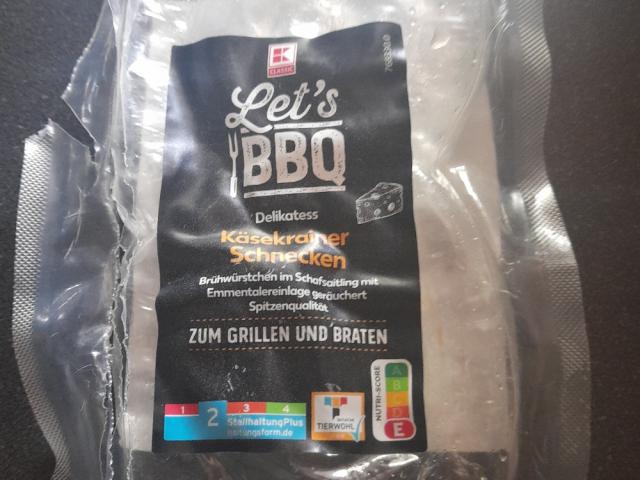 K
CLASSIC
Let's
BBQ
Delikatess
Käsekrainer
Schnecken
Brühwürstchen im Schafsaitling mit
Emmentalereinlage geräuchert
Spitzenqualität
ZUM GRILLEN UND BRATEN
1 2 3 4
StallhaltungPlus
haltungsform.de
TIERWOHL
NUTRI-SCORE
A
B
C
D
E